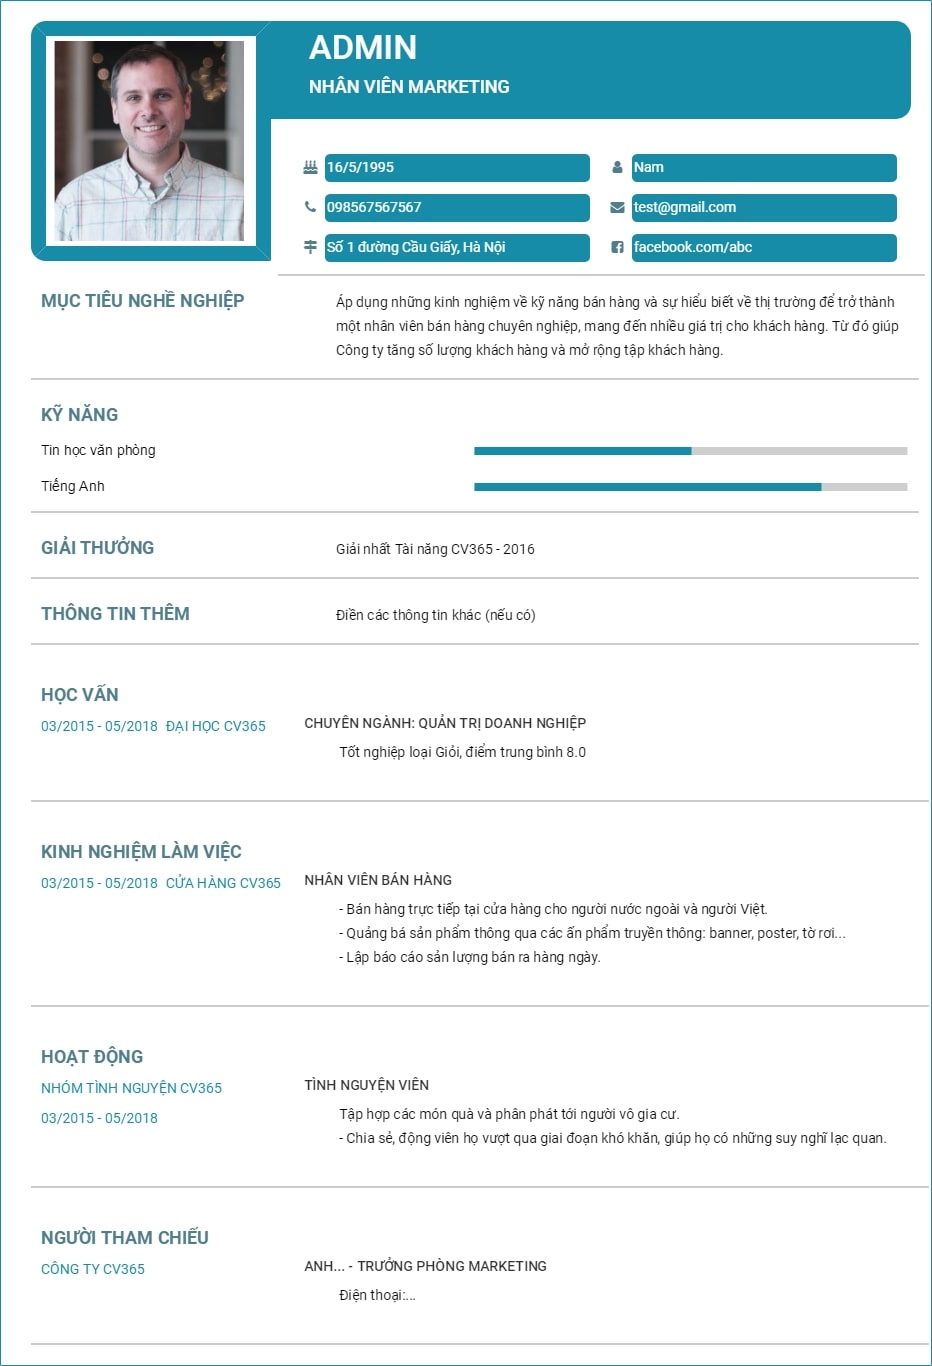 ADMIN
NHÂN VIÊN MARKETING
16/5/1995
Nam
098567567567
test@gmail.com
Số 1 đường Cầu Giấy, Hà Nội
facebook.com/abc
MỤC TIÊU NGHỀ NGHIỆP
Áp dụng những kinh nghiệm về kỹ năng bán hàng và sự hiểu biết về thị trường để trở thành
một nhân viên bán hàng chuyên nghiệp, mang đến nhiều giá trị cho khách hàng. Từ đó giúp
Công ty tăng số lượng khách hàng và mở rộng tập khách hàng.
KỸ NĂNG
Tin học văn phòng
Tiếng Anh
GIẢI THƯỞNG
Giải nhất Tài năng CV365 - 2016
THÔNG TIN THÊM
Điền các thông tin khác (nếu có)
HỌC VẤN
03/2015 - 05/2018 ĐẠI HỌC CV365
CHUYÊN NGÀNH: QUẢN TRỊ DOANH NGHIỆP
Tốt nghiệp loại Giỏi, điểm trung bình 8.0
KINH NGHIỆM LÀM VIỆC
03/2015 - 05/2018 CỬA HÀNG CV365
NHÂN VIÊN BÁN HÀNG
- Bán hàng trực tiếp tại cửa hàng cho người nước ngoài và người Việt.
- Quảng bá sản phẩm thông qua các ấn phẩm truyền thông: banner, poster, tờ rơi...
- Lập báo cáo sản lượng bán ra hàng ngày.
HOẠT ĐỘNG
NHÓM TÌNH NGUYỆN CV365
03/2015 - 05/2018
TÌNH NGUYỆN VIÊN
Tập hợp các món quà và phân phát tới người vô gia cư.
- Chia sẻ, động viên họ vượt qua giai đoạn khó khăn, giúp họ có những suy nghĩ lạc quan.
NGƯỜI THAM CHIẾU
CÔNG TY CV365
ANH... - TRƯỞNG PHÒNG MARKETING
Điện thoại:...